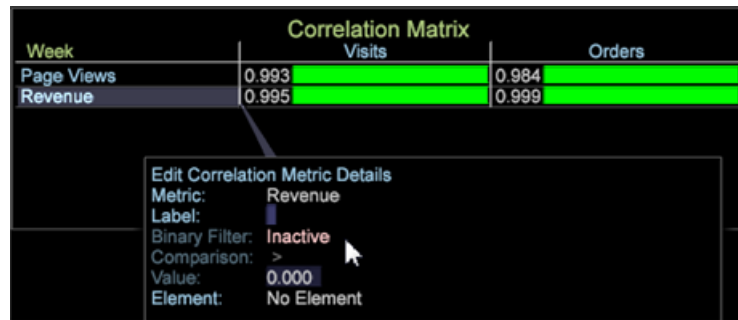 Correlation Matrix
Week Visits Orders
Page Views 0.993 0.984
Revenue 0.995 0.999
Edit Correlation Metric Details
Metric: Revenue
Label:
Binary Filter: Inactive
Comparison: >
Value: 0.000
Element: No Element